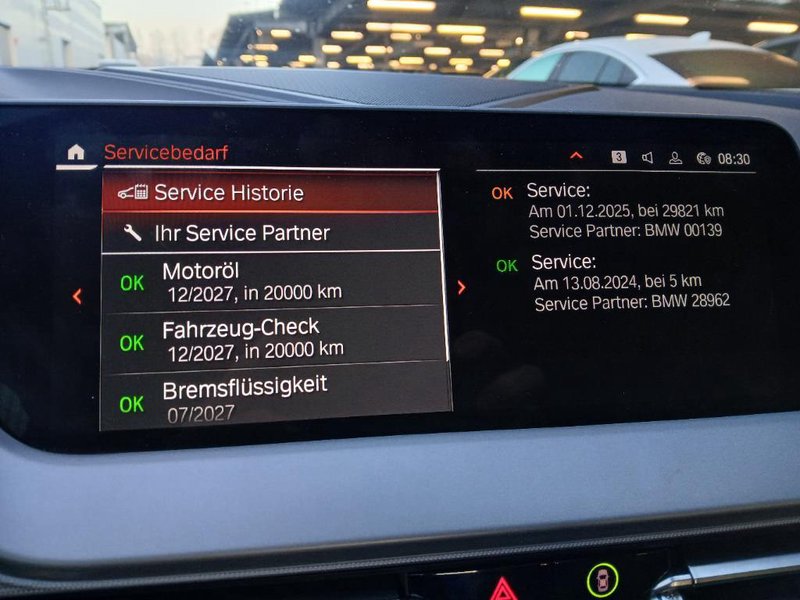 Servicebedarf
3
08:30
Service Historie
Ihr Service Partner
OK Motoröl
12/2027, in 20000 km
OK Fahrzeug-Check
12/2027, in 20000 km
OK Bremsflüssigkeit
07/2027
OK Service:
Am 01.12.2025, bei 29821 km
Service Partner: BMW 00139
OK Service:
Am 13.08.2024, bei 5 km
Service Partner: BMW 28962